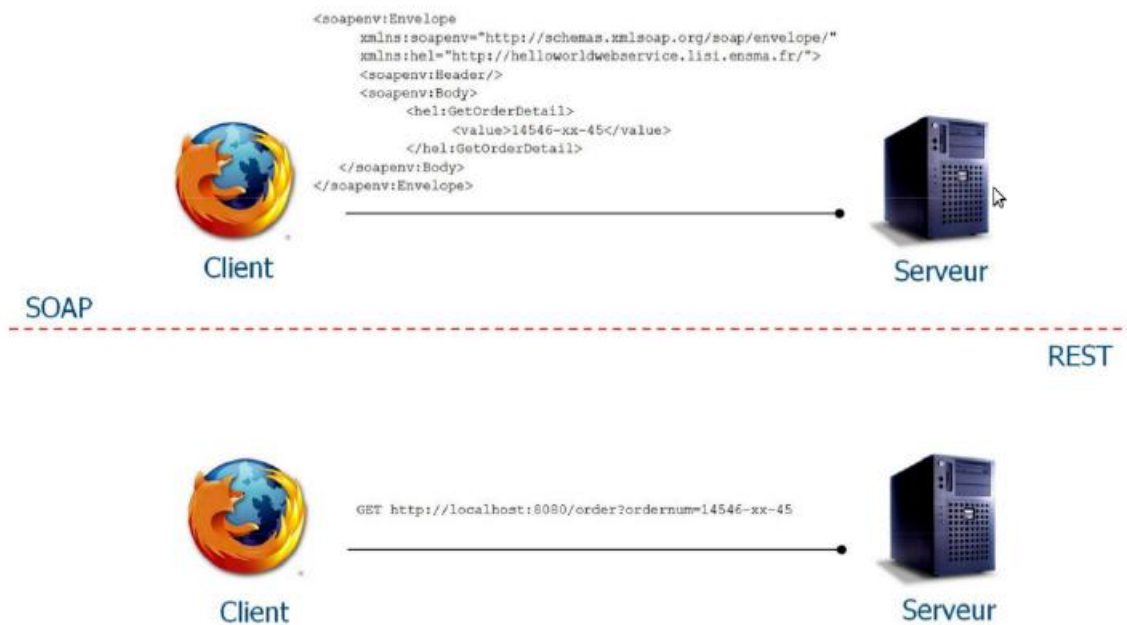 <soapenv:Envelope
xmlns:soapenv="http://schemas.xmlsoap.org/soap/envelope/"
xmlns:hel="http://helloworldwebservice.lisi.ensma.fr/">
<soapenv:Header/>
<soapenv:Body>
<hel:GetOrderDetail>
<value>14546-xx-45</value>
</hel:GetOrderDetail>
</soapenv:Body>
</soapenv:Envelope>
Client
Serveur
SOAP
REST
GET http://localhost:8080/order?ordernum=14546-xx-45
Client
Serveur